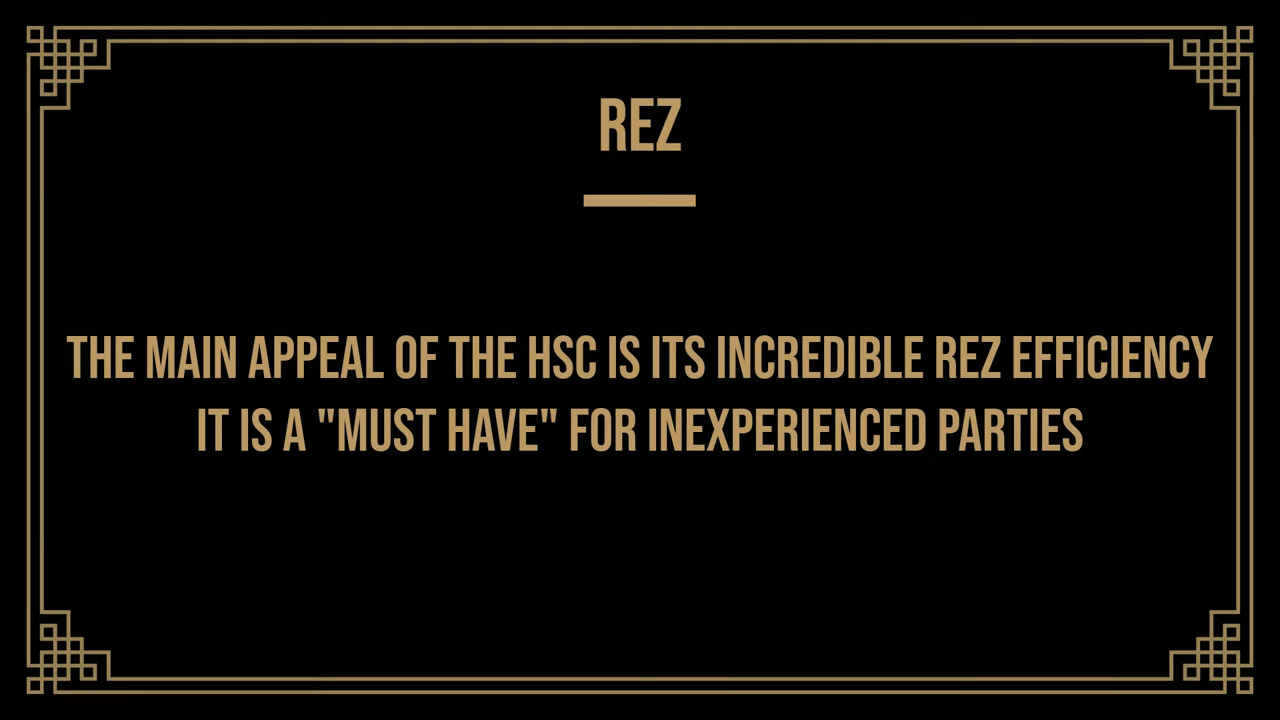 REZ
THE MAIN APPEAL OF THE HSC IS ITS INCREDIBLE REZ EFFICIENCY
IT IS A "MUST HAVE" FOR INEXPERIENCED PARTIES